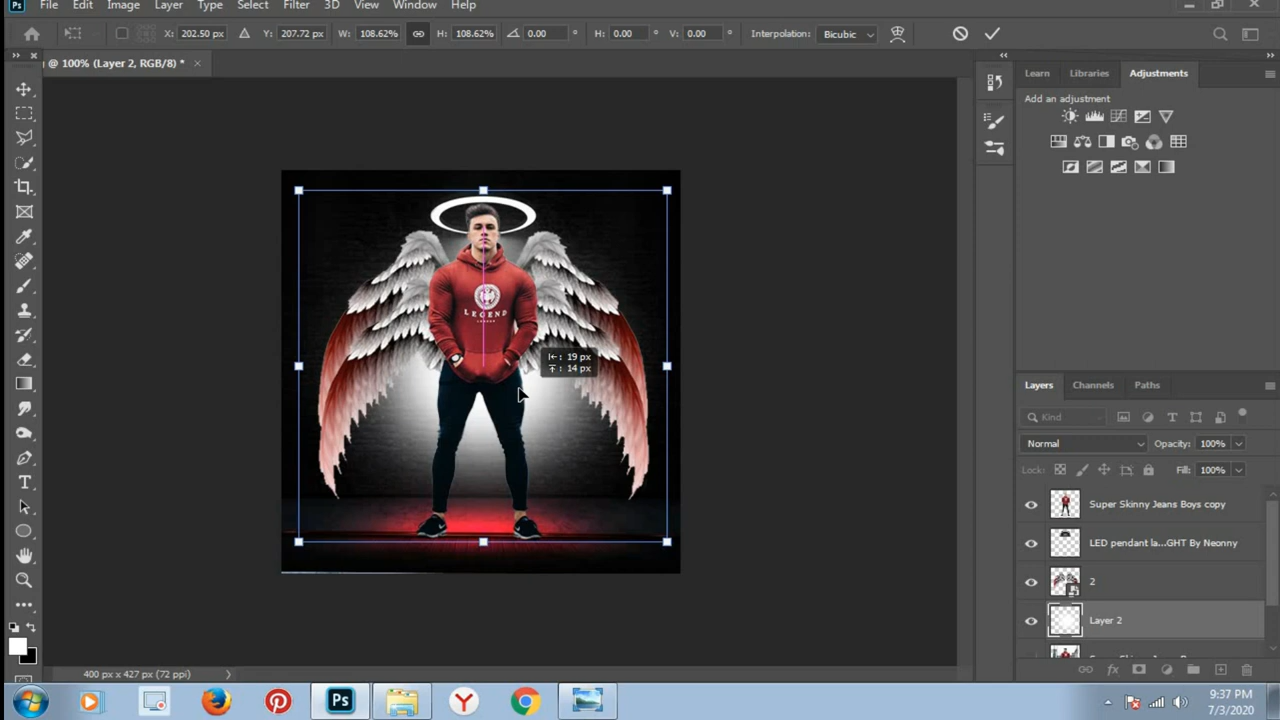 Ps File Edit Image Layer Type Select Filter 3D View Window Help
X: 202.50 px Y: 207.72 px W: 108.62% H: 108.62% 0.00 ° H: 0.00 ° V: 0.00 ° Interpolation: Bicubic
@ 100% (Layer 2, RGB/8) * ×
Learn Libraries Adjustments
Add an adjustment
LEGEND
: 19 px
: 14 px
Layers Channels Paths
Kind
Normal Opacity: 100%
Lock: Fill: 100%
Super Skinny Jeans Boys copy
LED pendant la...GHT By Neonny
2
Layer 2
400 px x 427 px (72 ppi)
Ps
9:37 PM
7/3/2020